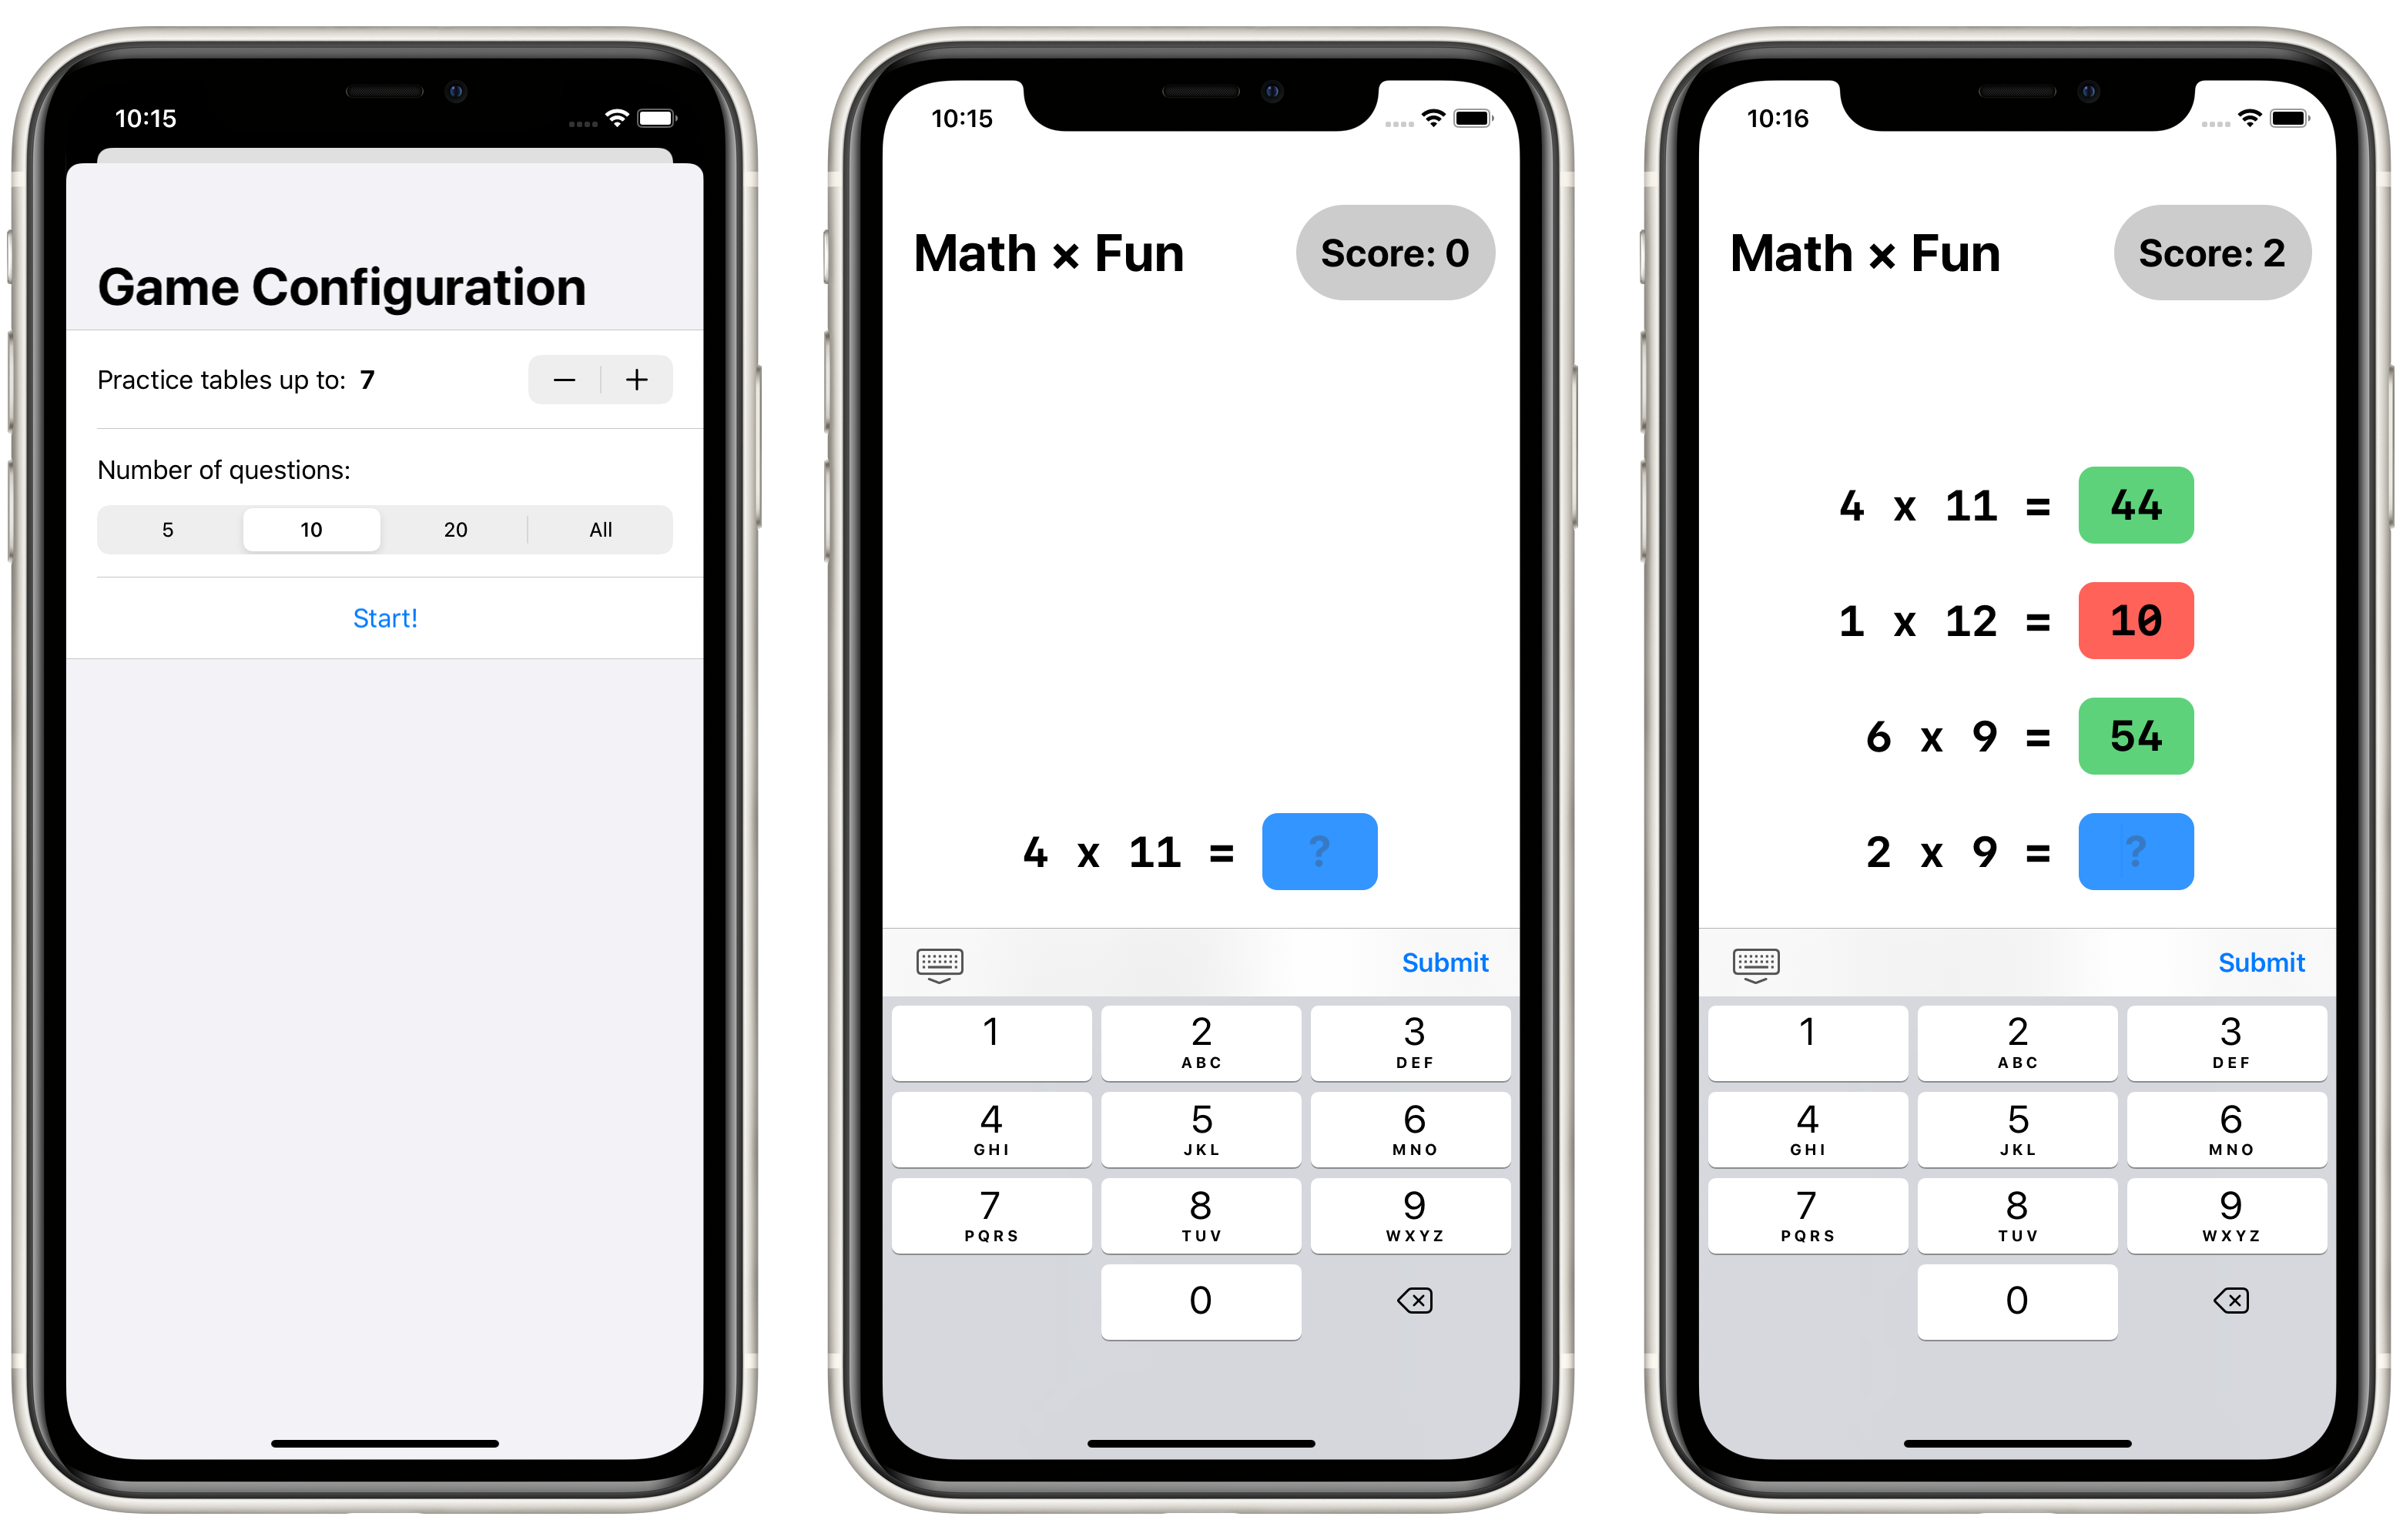 10:15
Game Configuration
Practice tables up to: 7
− +
Number of questions:
5 10 20 All
Start!
10:15
Math × Fun
Score: 0
4 x 11 = ?
Submit
1 2 3
ABC DEF
4 5 6
GHI JKL MNO
7 8 9
PQRS TUV WXYZ
0
10:16
Math × Fun
Score: 2
4 x 11 = 44
1 x 12 = 10
6 x 9 = 54
2 x 9 = ?
Submit
1 2 3
ABC DEF
4 5 6
GHI JKL MNO
7 8 9
PQRS TUV WXYZ
0